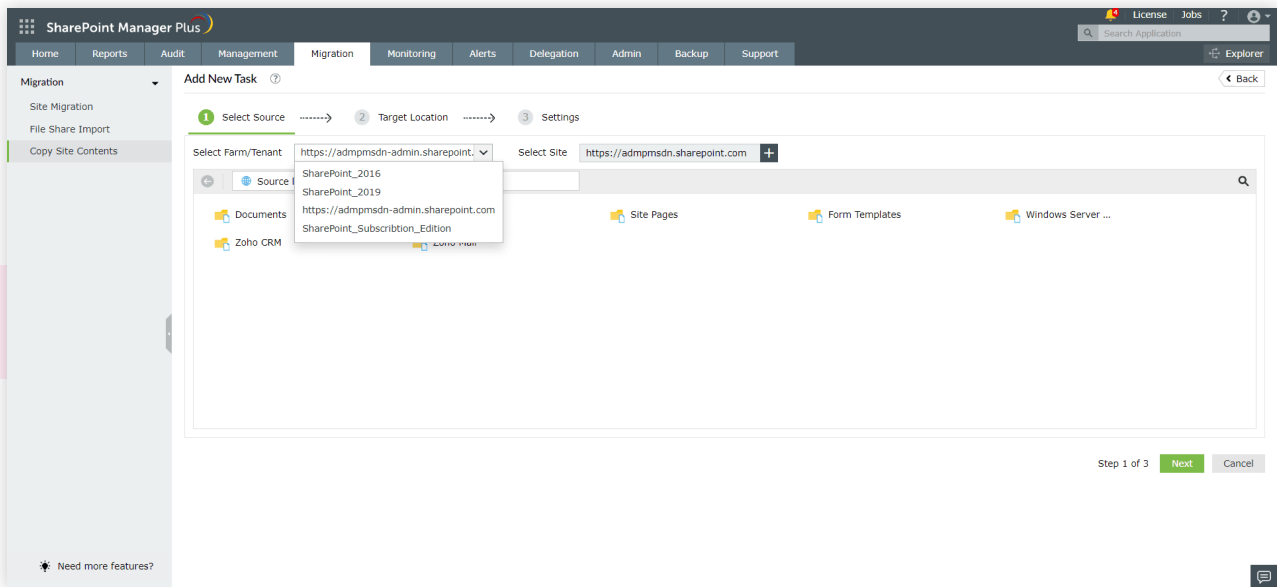 4 License Jobs ?
SharePoint Manager Plus
Search Application
Home Reports Audit Management Migration Monitoring Alerts Delegation Admin Backup Support Explorer
Migration
Add New Task ?
Back
Site Migration
File Share Import
Copy Site Contents
1 Select Source 2 Target Location 3 Settings
Select Farm/Tenant https://admpmsdn-admin.sharepoint. Select Site https://admpmsdn.sharepoint.com +
Source
SharePoint_2016
SharePoint_2019
https://admpmsdn-admin.sharepoint.com
SharePoint_Subscribtion_Edition
Documents Site Pages Form Templates Windows Server ...
Zoho CRM Zoho Mail
Step 1 of 3 Next Cancel
Need more features?